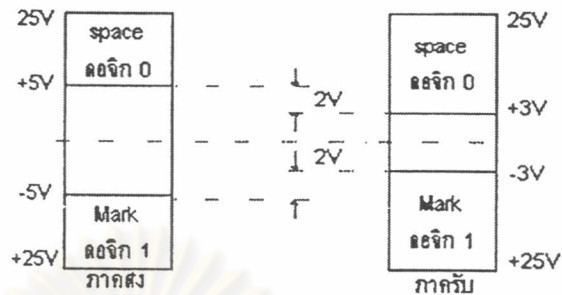 25V
space
ลอจิก 0
+5V
-5V
Mark
ลอจิก 1
+25V
ภาคส่ง
2V
2V
25V
space
ลอจิก 0
+3V
-3V
Mark
ลอจิก 1
+25V
ภาครับ